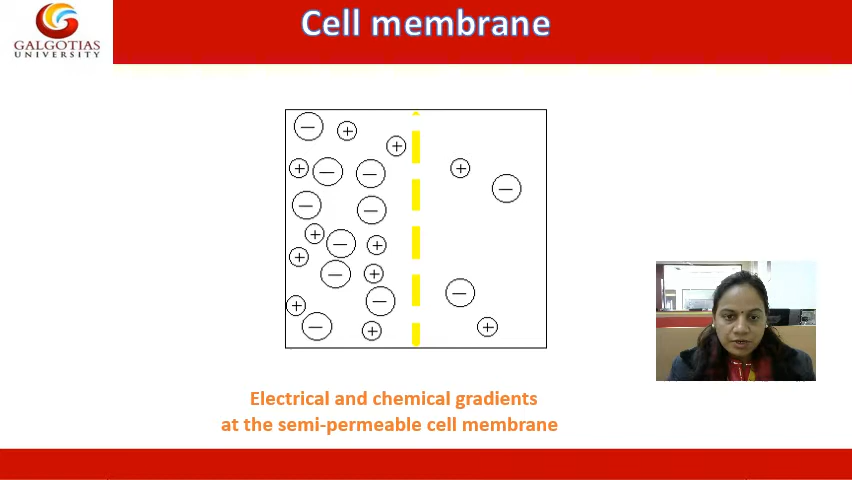 Cell membrane
GALGOTIAS
UNIVERSITY
Electrical and chemical gradients
at the semi-permeable cell membrane